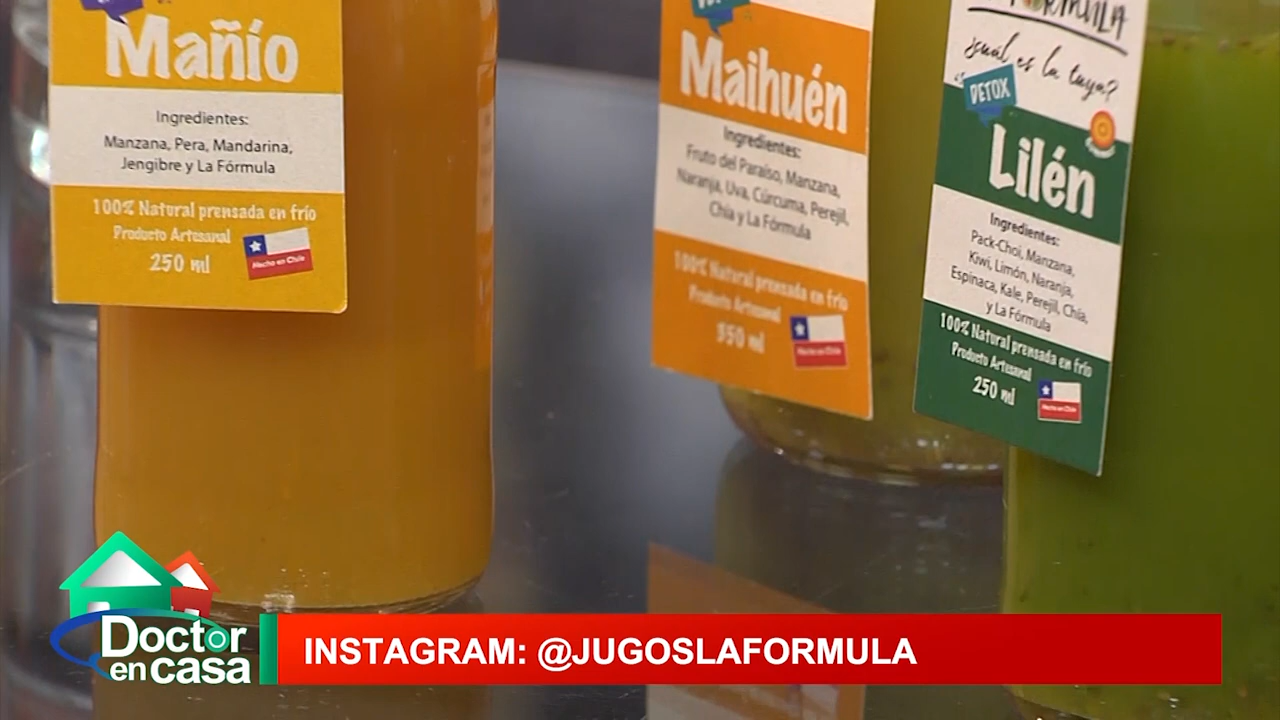 Mañío
Ingredientes:
Manzana, Pera, Mandarina,
Jengibre y La Fórmula
100% Natural prensada en frío
Producto Artesanal
250 ml
Hecho en Chile
Maihuén
Ingredientes:
Fruto del Paraíso, Manzana,
Naranja, Uva, Cúrcuma, Perejil,
Chía y La Fórmula
100% Natural prensada en frío
Producto Artesanal
350 ml
Hecho en Chile
FÓRMULA
¿cuál es la tuya?
DETOX
Lilén
Ingredientes:
Pack-Choi, Manzana,
Kiwi, Limón, Naranja,
Espinaca, Kale, Perejil, Chía,
y La Fórmula
100% Natural prensada en frío
Producto Artesanal
250 ml
Hecho en Chile
Doctor
en casa
INSTAGRAM: @JUGOSLAFORMULA